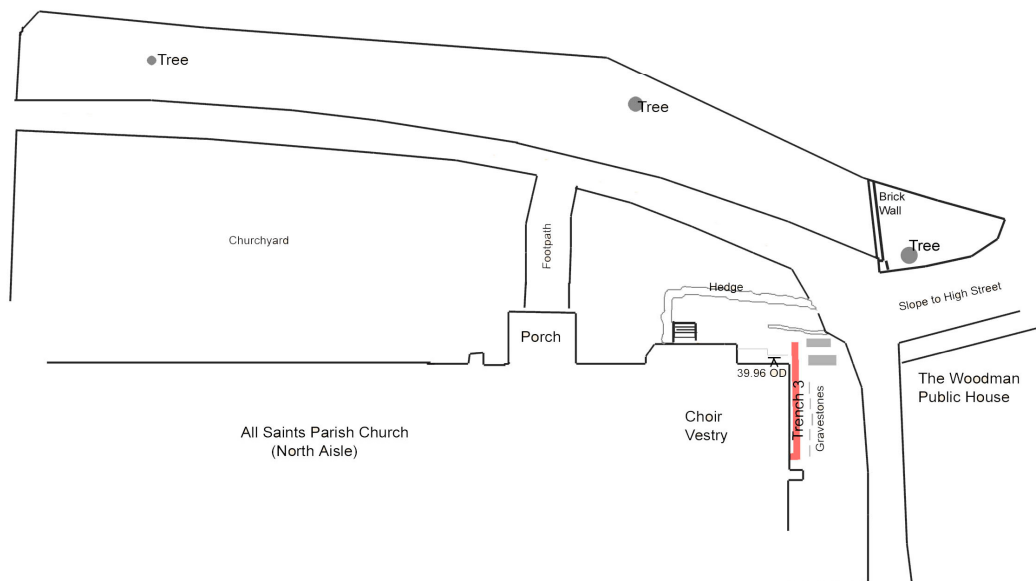 Tree
Tree
Brick
Wall
Tree
Churchyard
Footpath
Hedge
Slope to High Street
Porch
39.96 OD
Trench 3
Gravestones
The Woodman
Public House
Choir
Vestry
All Saints Parish Church
(North Aisle)